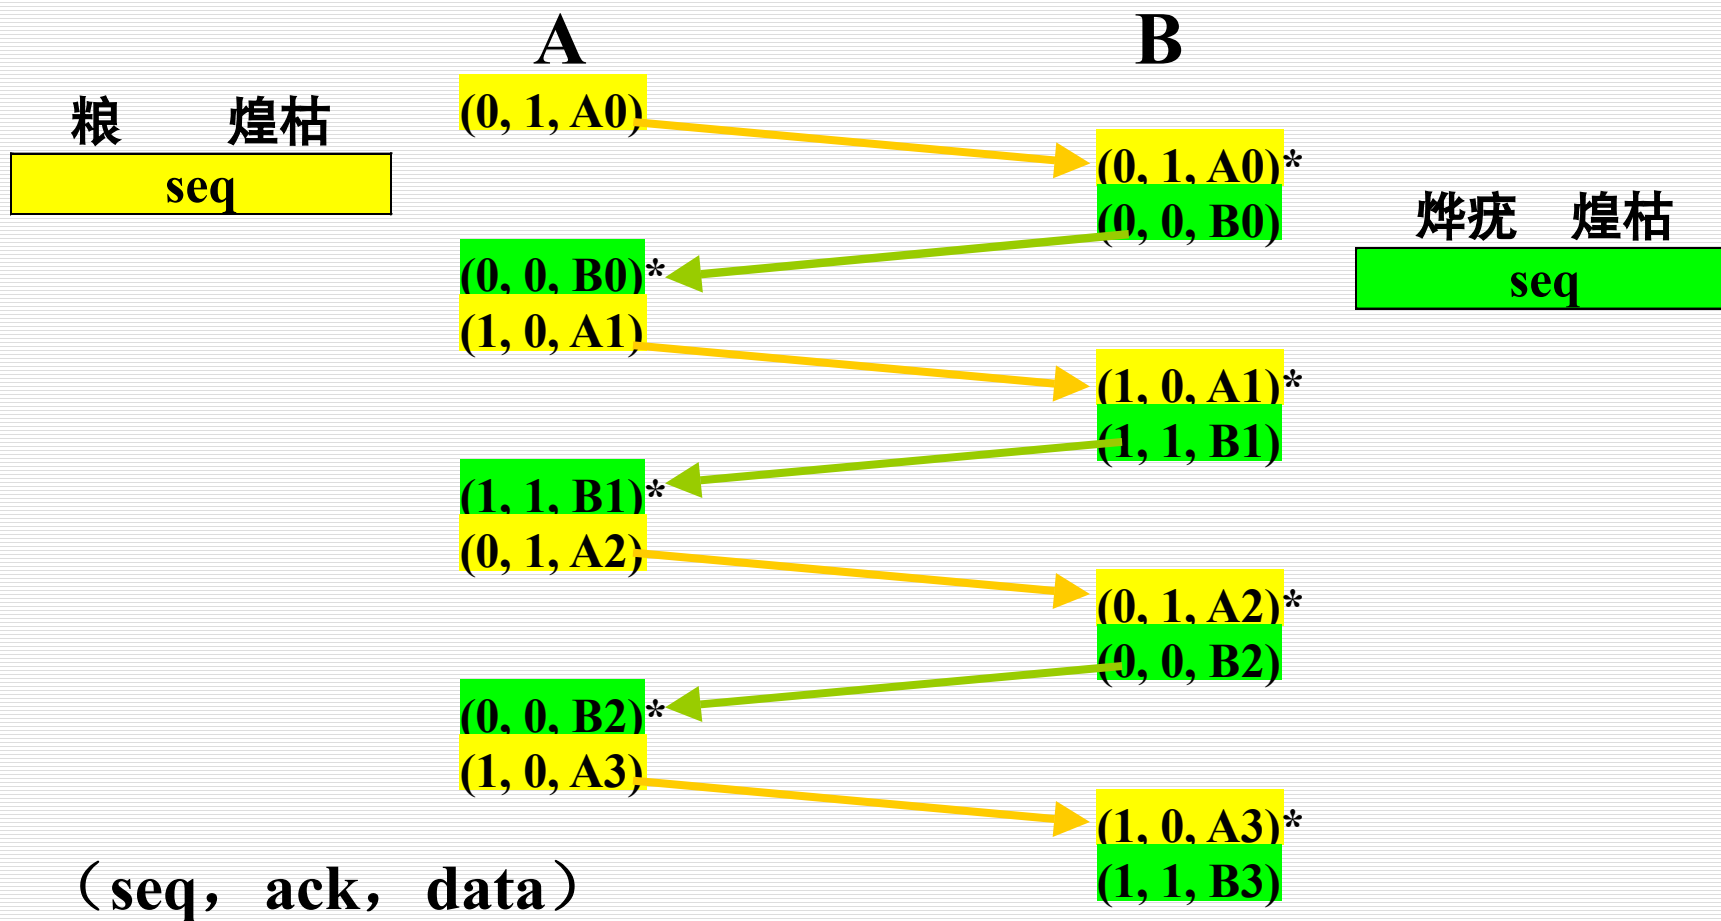 A B
(0, 1, A0)
粮 煌枯
seq
(0, 1, A0)*
(0, 0, B0)
烨疣 煌枯
seq
(0, 0, B0)*
(1, 0, A1)
(1, 0, A1)*
(1, 1, B1)
(1, 1, B1)*
(0, 1, A2)
(0, 1, A2)*
(0, 0, B2)
(0, 0, B2)*
(1, 0, A3)
(1, 0, A3)*
(1, 1, B3)
（seq， ack， data）